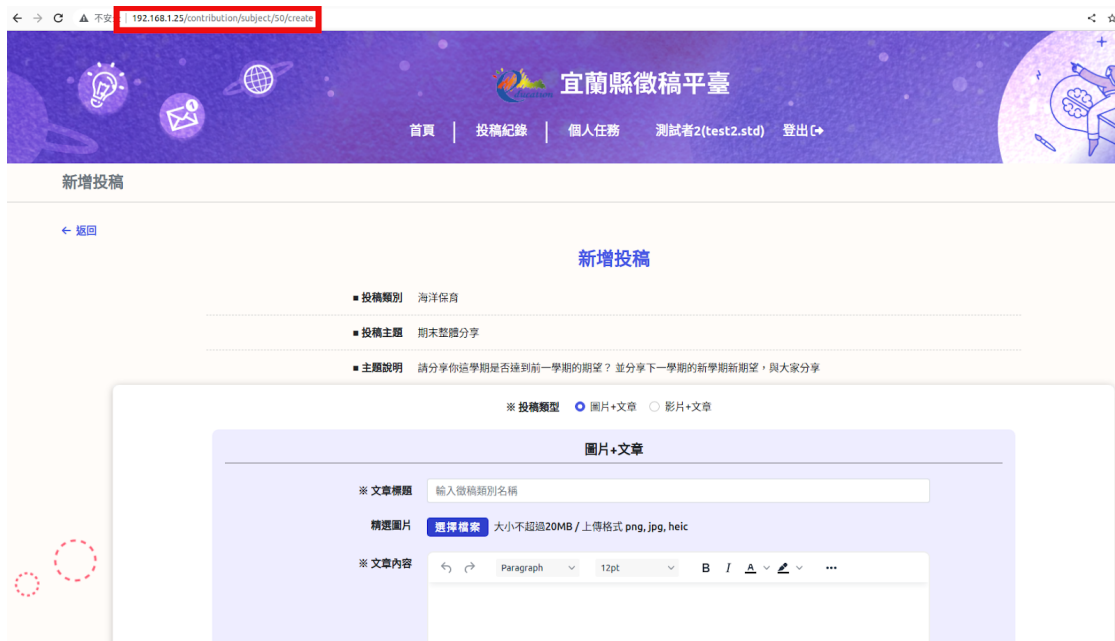 不安全 192.168.1.25/contribution/subject/50/create
宜蘭縣徵稿平臺
首頁 | 投稿紀錄 | 個人任務 測試者2(test2.std) 登出
新增投稿
← 返回
新增投稿
■ 投稿類別 海洋保育
■ 投稿主題 期末整體分享
■ 主題說明 請分享你這學期是否達到前一學期的期望？ 並分享下一學期的新學期新期望，與大家分享
※ 投稿類型 圖片+文章 影片+文章
圖片+文章
※ 文章標題 輸入徵稿類別名稱
精選圖片 選擇檔案 大小不超過20MB / 上傳格式 png, jpg, heic
※ 文章內容 Paragraph 12pt B I A ...